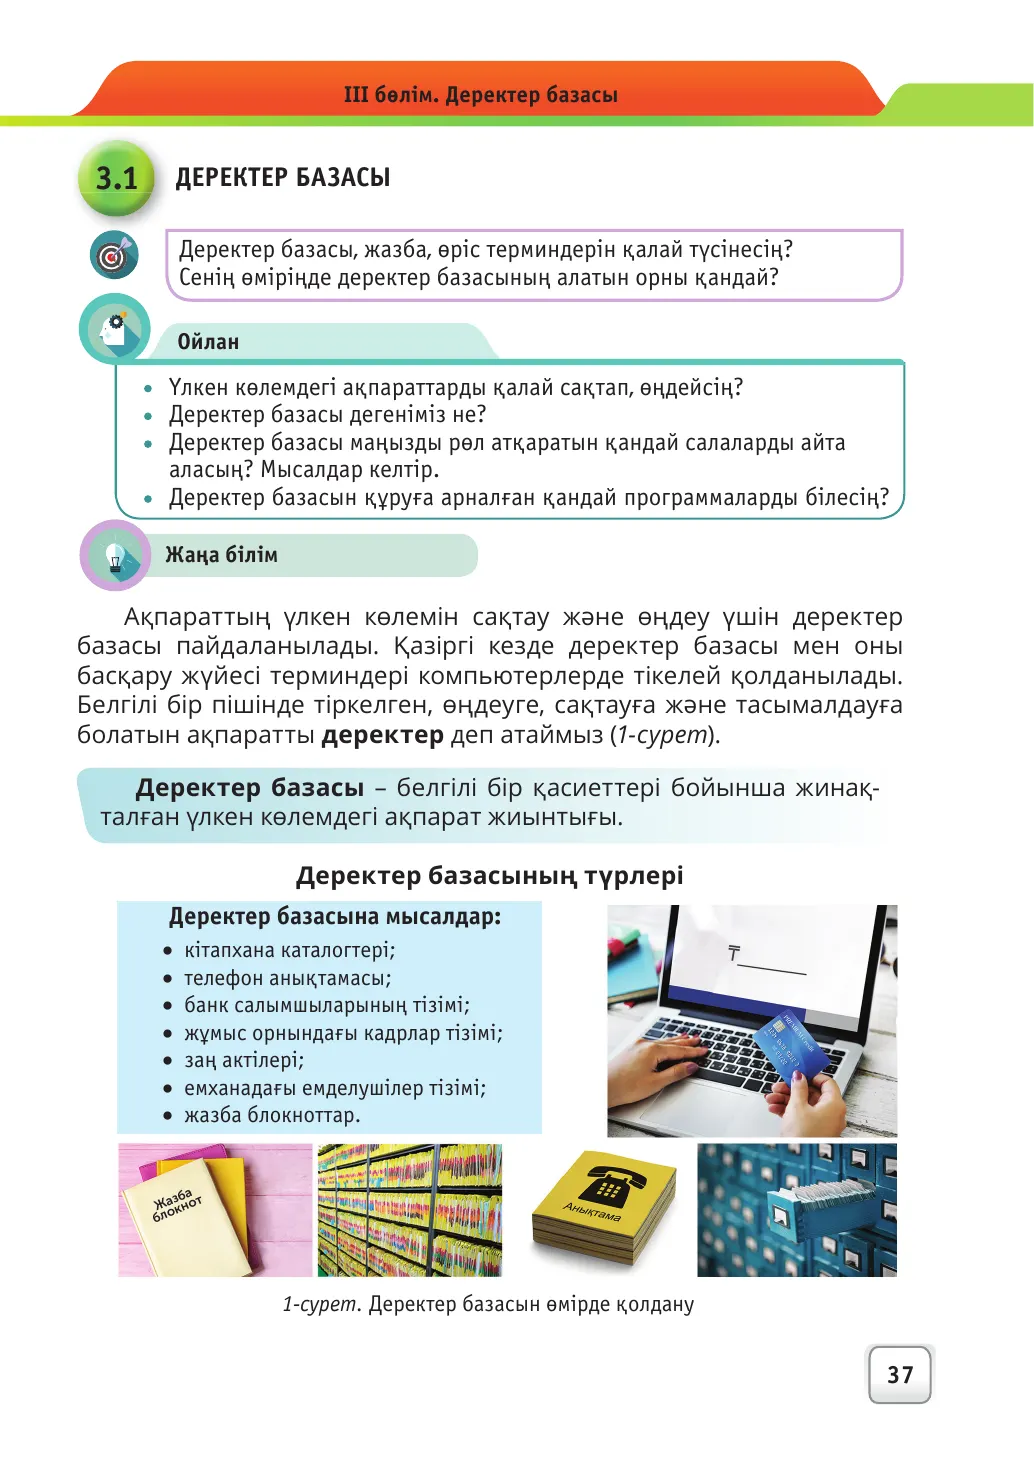 III бөлім. Деректер базасы
3.1
ДЕРЕКТЕР БАЗАСЫ
Деректер базасы, жазба, өріс терминдерін қалай түсінесің?
Сенің өміріңде деректер базасының алатын орны қандай?
Ойлан
• Үлкен көлемдегі ақпараттарды қалай сақтап, өңдейсің?
• Деректер базасы дегеніміз не?
• Деректер базасы маңызды рөл атқаратын қандай салаларды айта
аласың? Мысалдар келтір.
• Деректер базасын құруға арналған қандай программаларды білесің?
Жаңа білім
Ақпараттың үлкен көлемін сақтау және өңдеу үшін деректер
базасы пайдаланылады. Қазіргі кезде деректер базасы мен оны
басқару жүйесі терминдері компьютерлерде тікелей қолданылады.
Белгілі бір пішінде тіркелген, өңдеуге, сақтауға және тасымалдауға
болатын ақпаратты деректер деп атаймыз (1-сурет).
Деректер базасы – белгілі бір қасиеттері бойынша жинақ-
талған үлкен көлемдегі ақпарат жиынтығы.
Деректер базасының түрлері
Деректер базасына мысалдар:
• кітапхана каталогтері;
• телефон анықтамасы;
• банк салымшыларының тізімі;
• жұмыс орнындағы кадрлар тізімі;
• заң актілері;
• емханадағы емделушілер тізімі;
• жазба блокноттар.
₸
Жазба
блокнот
Анықтама
1-сурет. Деректер базасын өмірде қолдану
37